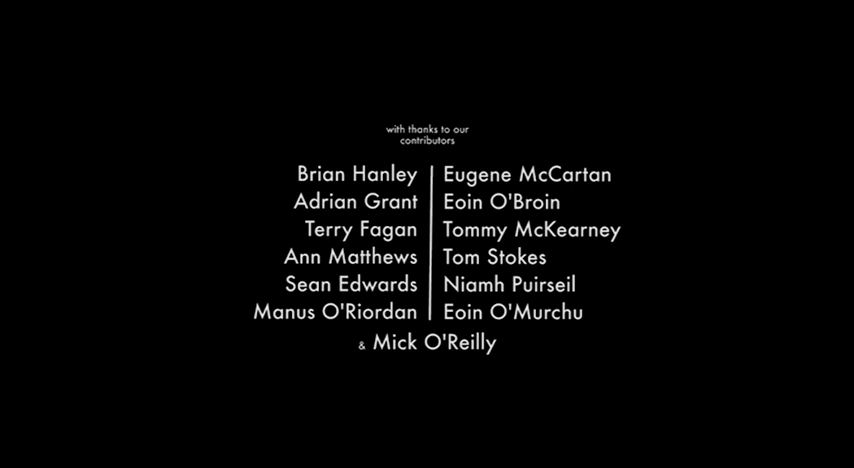 with thanks to our
contributors
Brian Hanley
Adrian Grant
Terry Fagan
Ann Matthews
Sean Edwards
Manus O'Riordan
Eugene McCartan
Eoin O'Broin
Tommy McKearney
Tom Stokes
Niamh Puirseil
Eoin O'Murchu
& Mick O'Reilly